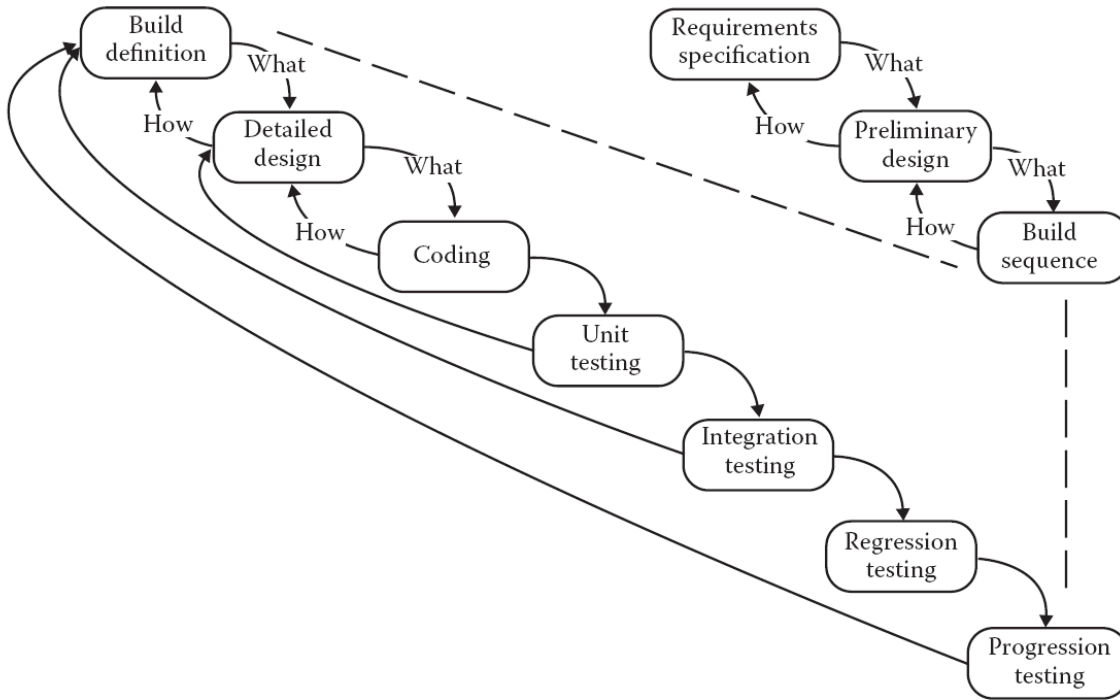 Build
definition
What
How
Detailed
design
What
How
Coding
Unit
testing
Integration
testing
Regression
testing
Progression
testing
Requirements
specification
What
How
Preliminary
design
What
How
Build
sequence